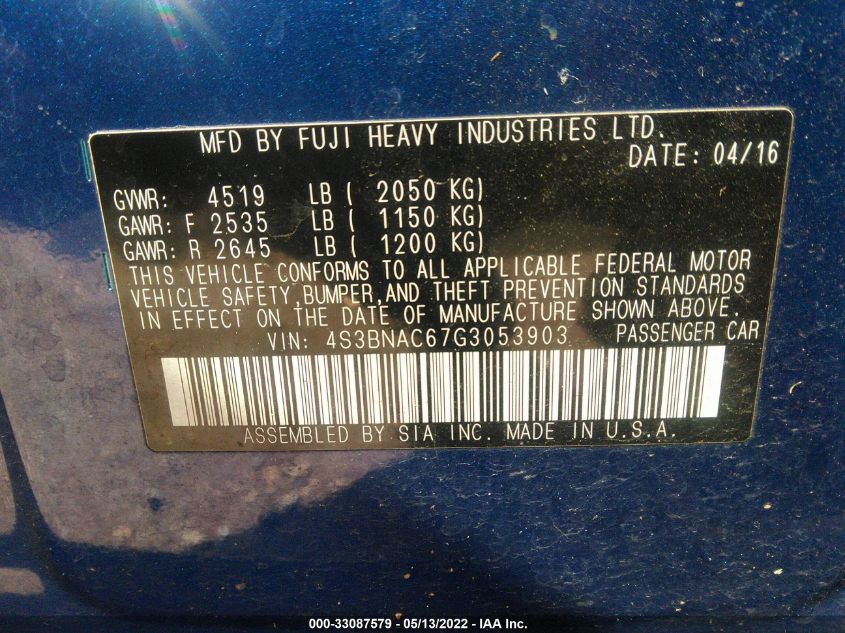 MFD BY FUJI HEAVY INDUSTRIES LTD.
DATE: 04/16
GVWR: 4519 LB ( 2050 KG)
GAWR: F 2535 LB ( 1150 KG)
GAWR: R 2645 LB ( 1200 KG)
THIS VEHICLE CONFORMS TO ALL APPLICABLE FEDERAL MOTOR
VEHICLE SAFETY,BUMPER,AND THEFT PREVENTION STANDARDS
IN EFFECT ON THE DATE OF MANUFACTURE SHOWN ABOVE.
VIN: 4S3BNAC67G3053903 PASSENGER CAR
ASSEMBLED BY SIA INC. MADE IN U.S.A.
000-33087579 - 05/13/2022 - IAA Inc.